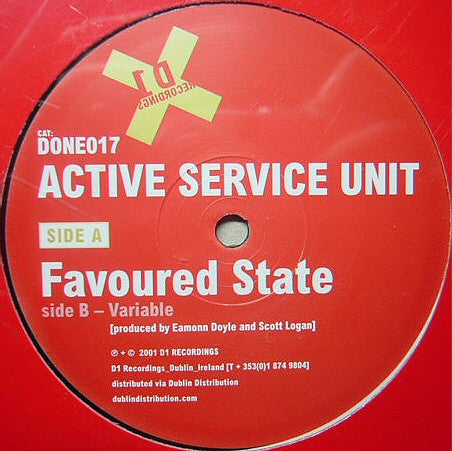 D1
RECORDINGS
CAT:
DONE017
ACTIVE SERVICE UNIT
SIDE A
Favoured State
side B – Variable
[produced by Eamonn Doyle and Scott Logan]
℗ + © 2001 D1 RECORDINGS
D1 Recordings_Dublin_Ireland [T + 353(0)1 874 9804]
distributed via Dublin Distribution
dublindistribution.com